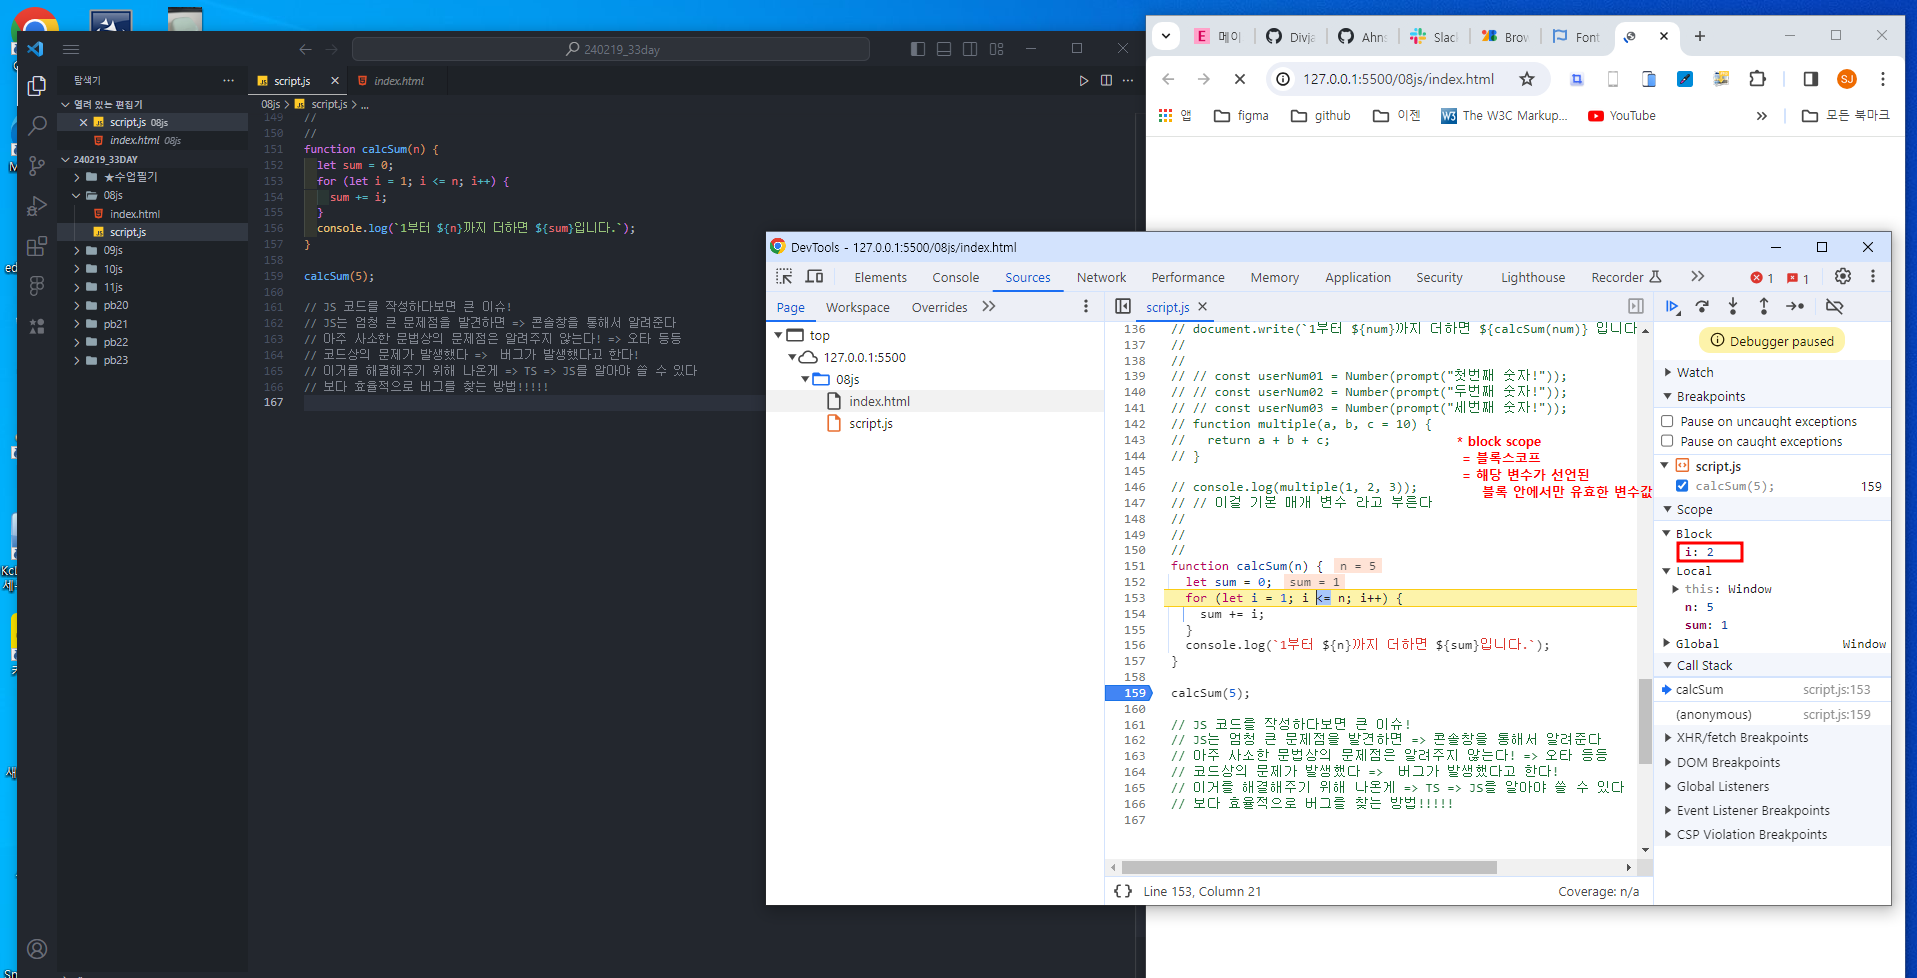 240219_33day
탐색기
script.js
index.html
08js > script.js > ...
열려 있는 편집기
script.js 08js
index.html 08js
240219_33DAY
★수업필기
08js
index.html
script.js
09js
10js
11js
pb20
pb21
pb22
pb23
149 //
150 //
151 function calcSum(n) {
152 let sum = 0;
153 for (let i = 1; i <= n; i++) {
154 sum += i;
155 }
156 console.log(`1부터 ${n}까지 더하면 ${sum}입니다.`);
157 }
158
159 calcSum(5);
160
161 // JS 코드를 작성하다보면 큰 이슈!
162 // JS는 엄청 큰 문제점을 발견하면 => 콘솔창을 통해서 알려준다
163 // 아주 사소한 문법상의 문제점은 알려주지 않는다! => 오타 등등
164 // 코드상의 문제가 발생했다 =>  버그가 발생했다고 한다!
165 // 이거를 해결해주기 위해 나온게 => TS => JS를 알아야 쓸 수 있다
166 // 보다 효율적으로 버그를 찾는 방법!!!!!
167
E 메이
Divja
Ahns
Slac
Brow
Font
127.0.0.1:5500/08js/index.html
SJ
앱
figma
github
이젠
The W3C Markup...
YouTube
모든 북마크
DevTools - 127.0.0.1:5500/08js/index.html
Elements Console Sources Network Performance Memory Application Security Lighthouse Recorder
1 1
Page Workspace Overrides
script.js
top
127.0.0.1:5500
08js
index.html
script.js
136 // document.write(`1부터 ${num}까지 더하면 ${calcSum(num)} 입니다
137 //
138 //
139 // // const userNum01 = Number(prompt("첫번째 숫자!"));
140 // // const userNum02 = Number(prompt("두번째 숫자!"));
141 // // const userNum03 = Number(prompt("세번째 숫자!"));
142 // function multiple(a, b, c = 10) {
143 //   return a + b + c;
144 // }
145
146 // console.log(multiple(1, 2, 3));
147 // // 이걸 기본 매개 변수 라고 부른다
148 //
149 //
150 //
151 function calcSum(n) { n = 5
152 let sum = 0; sum = 1
153 for (let i = 1; i <= n; i++) {
154 sum += i;
155 }
156 console.log(`1부터 ${n}까지 더하면 ${sum}입니다.`);
157 }
158
159 calcSum(5);
160
161 // JS 코드를 작성하다보면 큰 이슈!
162 // JS는 엄청 큰 문제점을 발견하면 => 콘솔창을 통해서 알려준다
163 // 아주 사소한 문법상의 문제점은 알려주지 않는다! => 오타 등등
164 // 코드상의 문제가 발생했다 =>  버그가 발생했다고 한다!
165 // 이거를 해결해주기 위해 나온게 => TS => JS를 알아야 쓸 수 있다
166 // 보다 효율적으로 버그를 찾는 방법!!!!!
167
* block scope
= 블록스코프
= 해당 변수가 선언된
블록 안에서만 유효한 변수값
{} Line 153, Column 21
Coverage: n/a
Debugger paused
Watch
Breakpoints
Pause on uncaught exceptions
Pause on caught exceptions
script.js
calcSum(5); 159
Scope
Block
i: 2
Local
this: Window
n: 5
sum: 1
Global Window
Call Stack
calcSum script.js:153
(anonymous) script.js:159
XHR/fetch Breakpoints
DOM Breakpoints
Global Listeners
Event Listener Breakpoints
CSP Violation Breakpoints